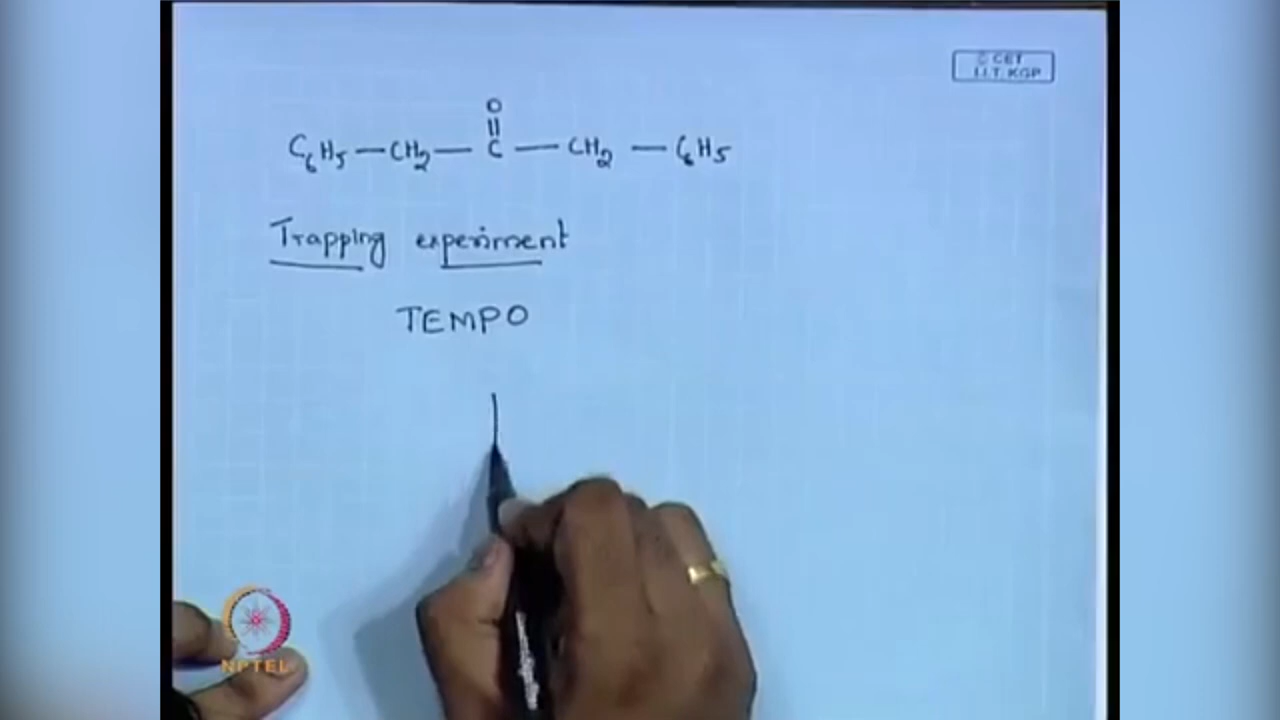 © CET
I.I.T. KGP
O
||
C6H5 — CH2 — C — CH2 — C6H5
Trapping experiment
TEMPO
NPTEL